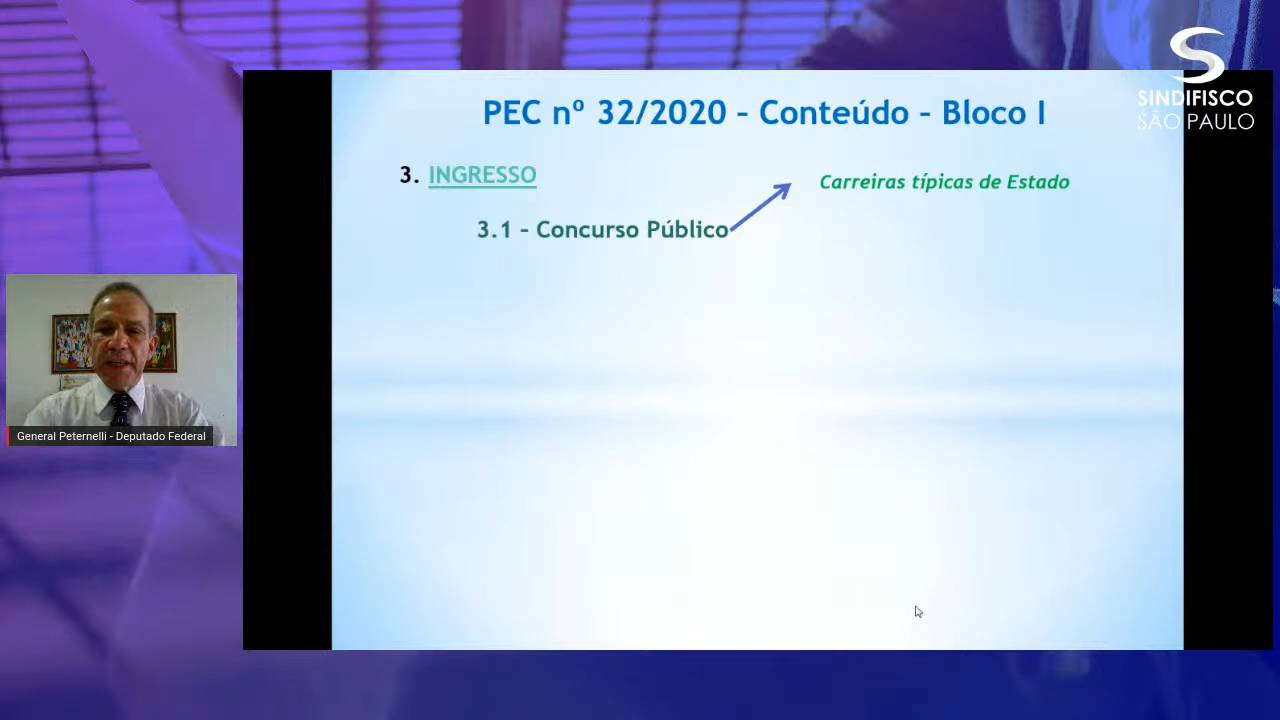 SINDIFISCO
SÃO PAULO
PEC nº 32/2020 – Conteúdo – Bloco I
3. INGRESSO
Carreiras típicas de Estado
3.1 – Concurso Público
General Peternelli - Deputado Federal